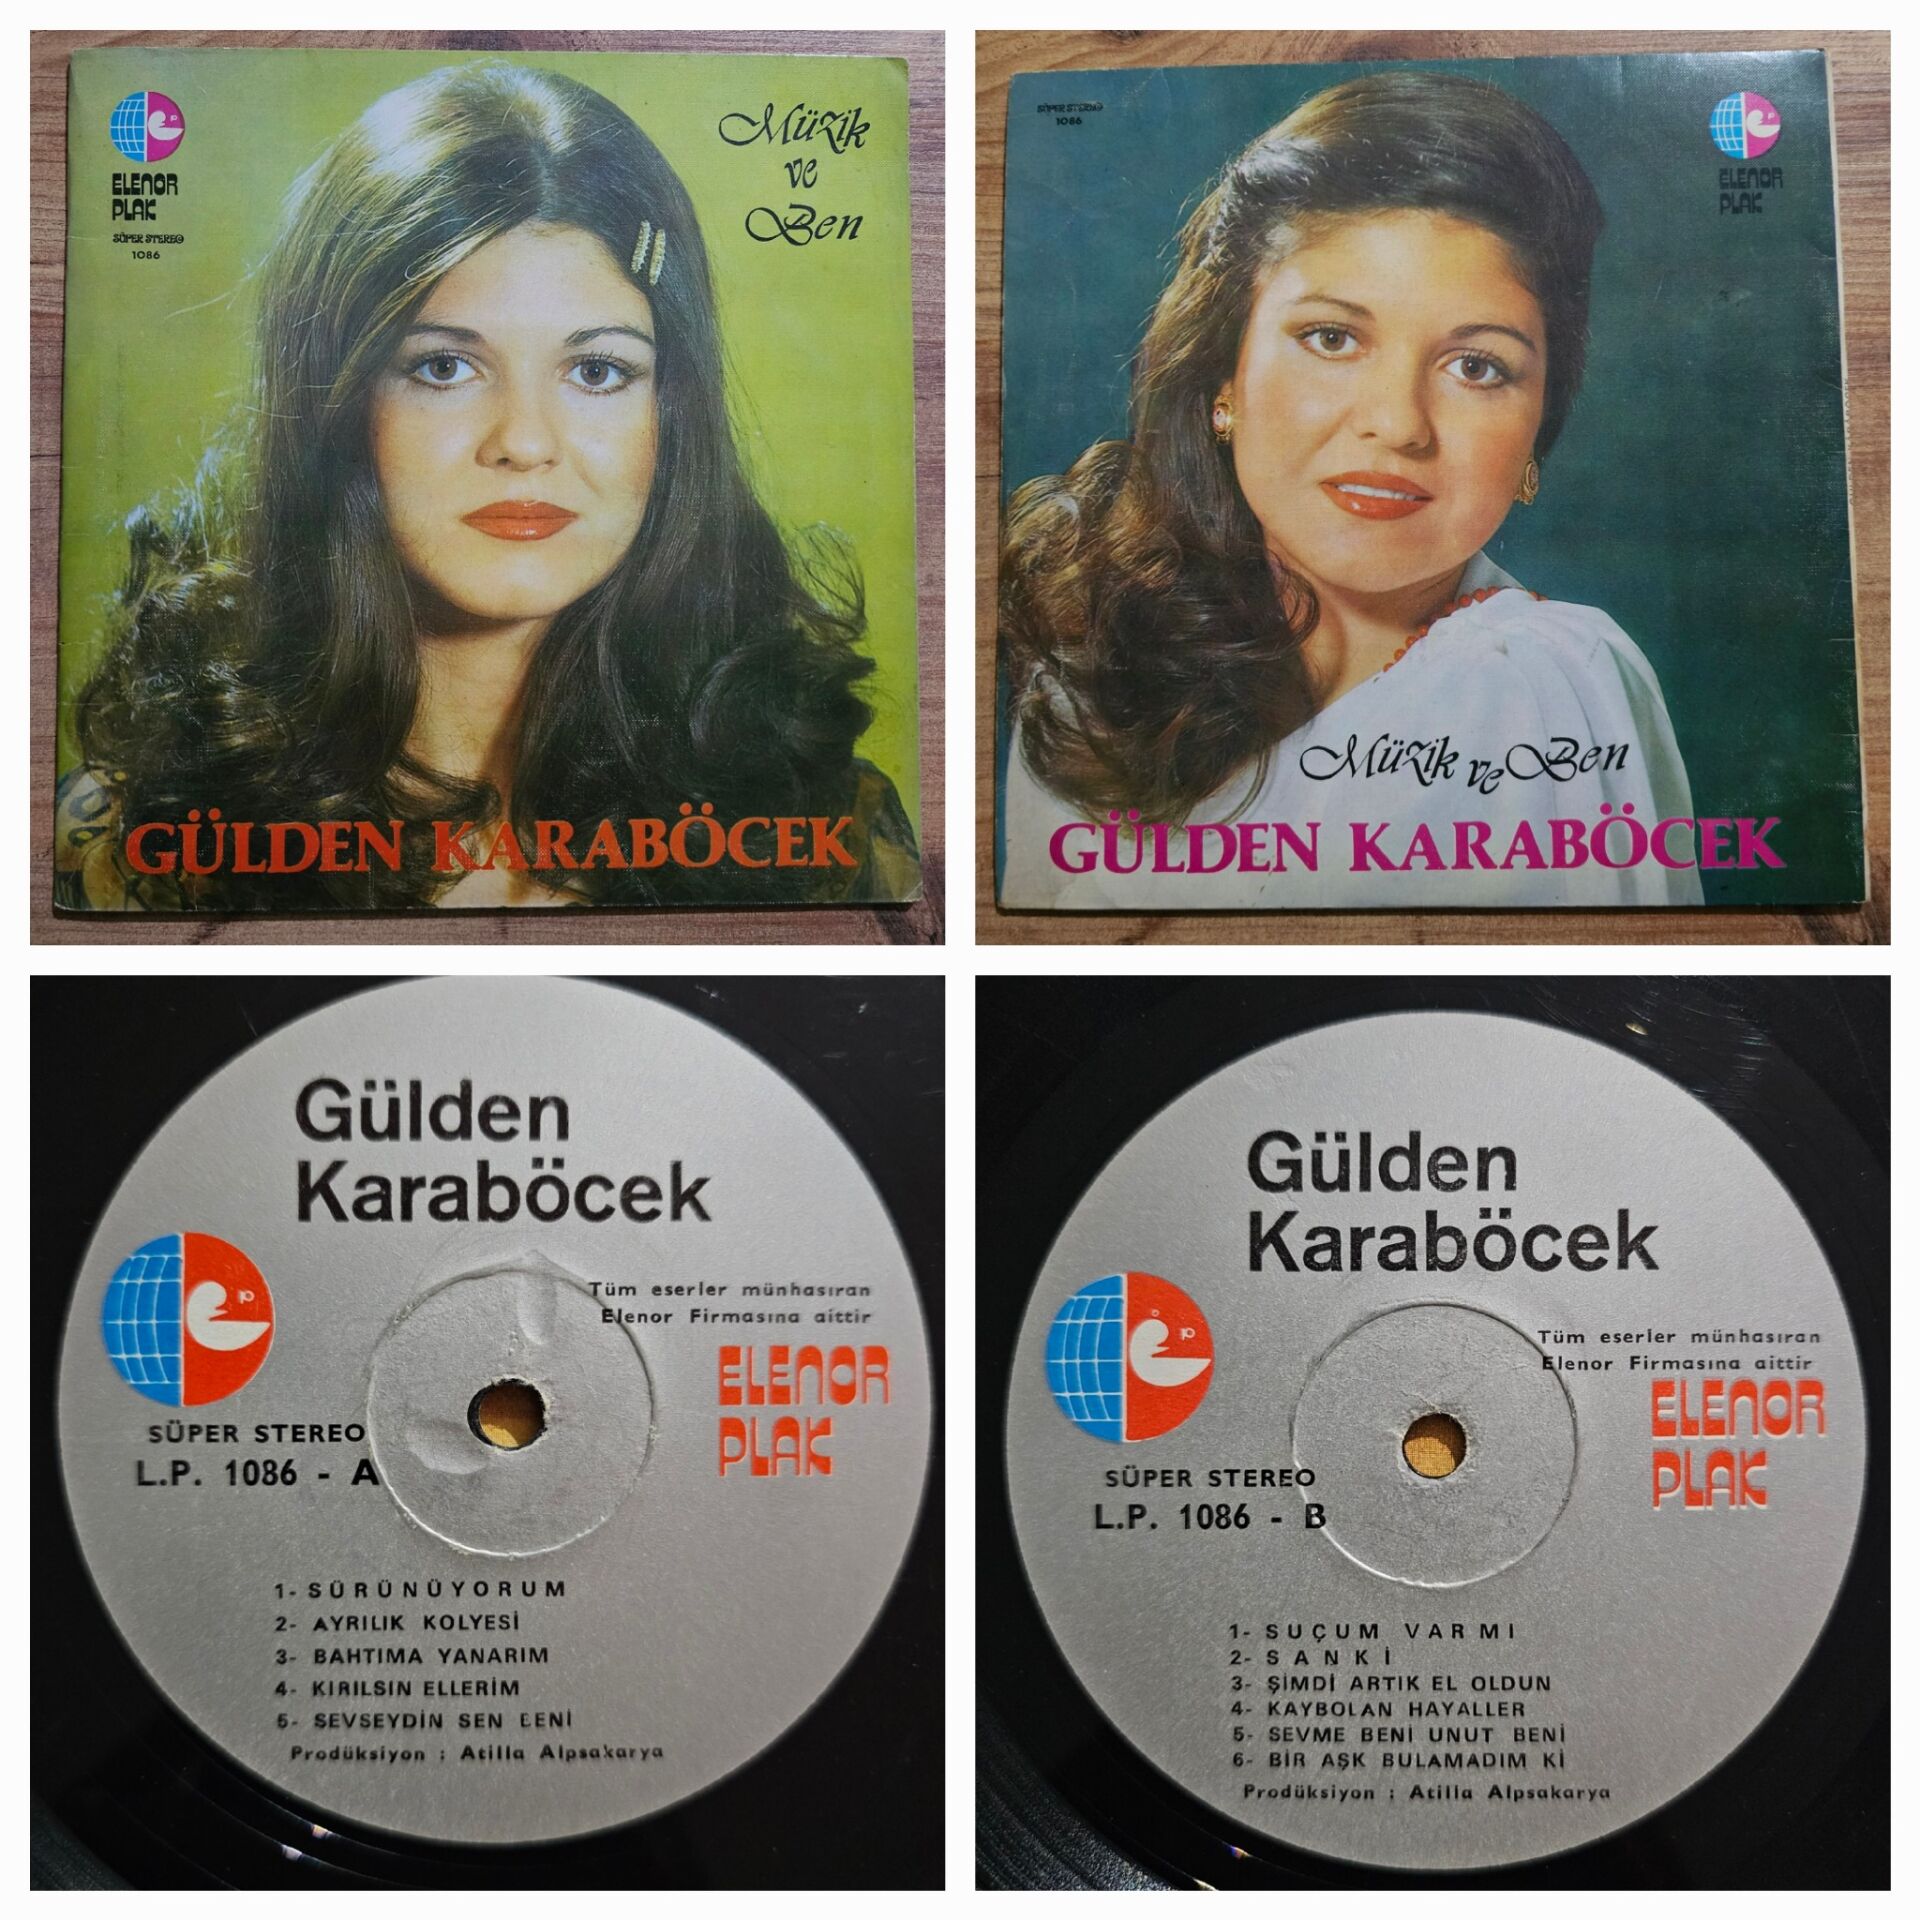 ELENOR
PLAK
SÜPER STEREO
1086
Müzik
ve
Ben
GÜLDEN KARABÖCEK
SÜPER STEREO
1086
ELENOR
PLAK
Müzik ve Ben
GÜLDEN KARABÖCEK
Gülden
Karaböcek
Tüm eserler münhasıran
Elenor Firmasına aittir
ELENOR
PLAK
SÜPER STEREO
L.P. 1086 - A
1- SÜRÜNÜYORUM
2- AYRILIK KOLYESİ
3- BAHTIMA YANARIM
4- KIRILSIN ELLERİM
5- SEVSEYDİN SEN BENİ
Prodüksiyon : Atilla Alpsakarya
Gülden
Karaböcek
Tüm eserler münhasıran
Elenor Firmasına aittir
ELENOR
PLAK
SÜPER STEREO
L.P. 1086 - B
1- SUÇUM VAR MI
2- SANKİ
3- ŞİMDİ ARTIK EL OLDUN
4- KAYBOLAN HAYALLER
5- SEVME BENİ UNUT BENİ
6- BİR AŞK BULAMADIM Kİ
Prodüksiyon : Atilla Alpsakarya